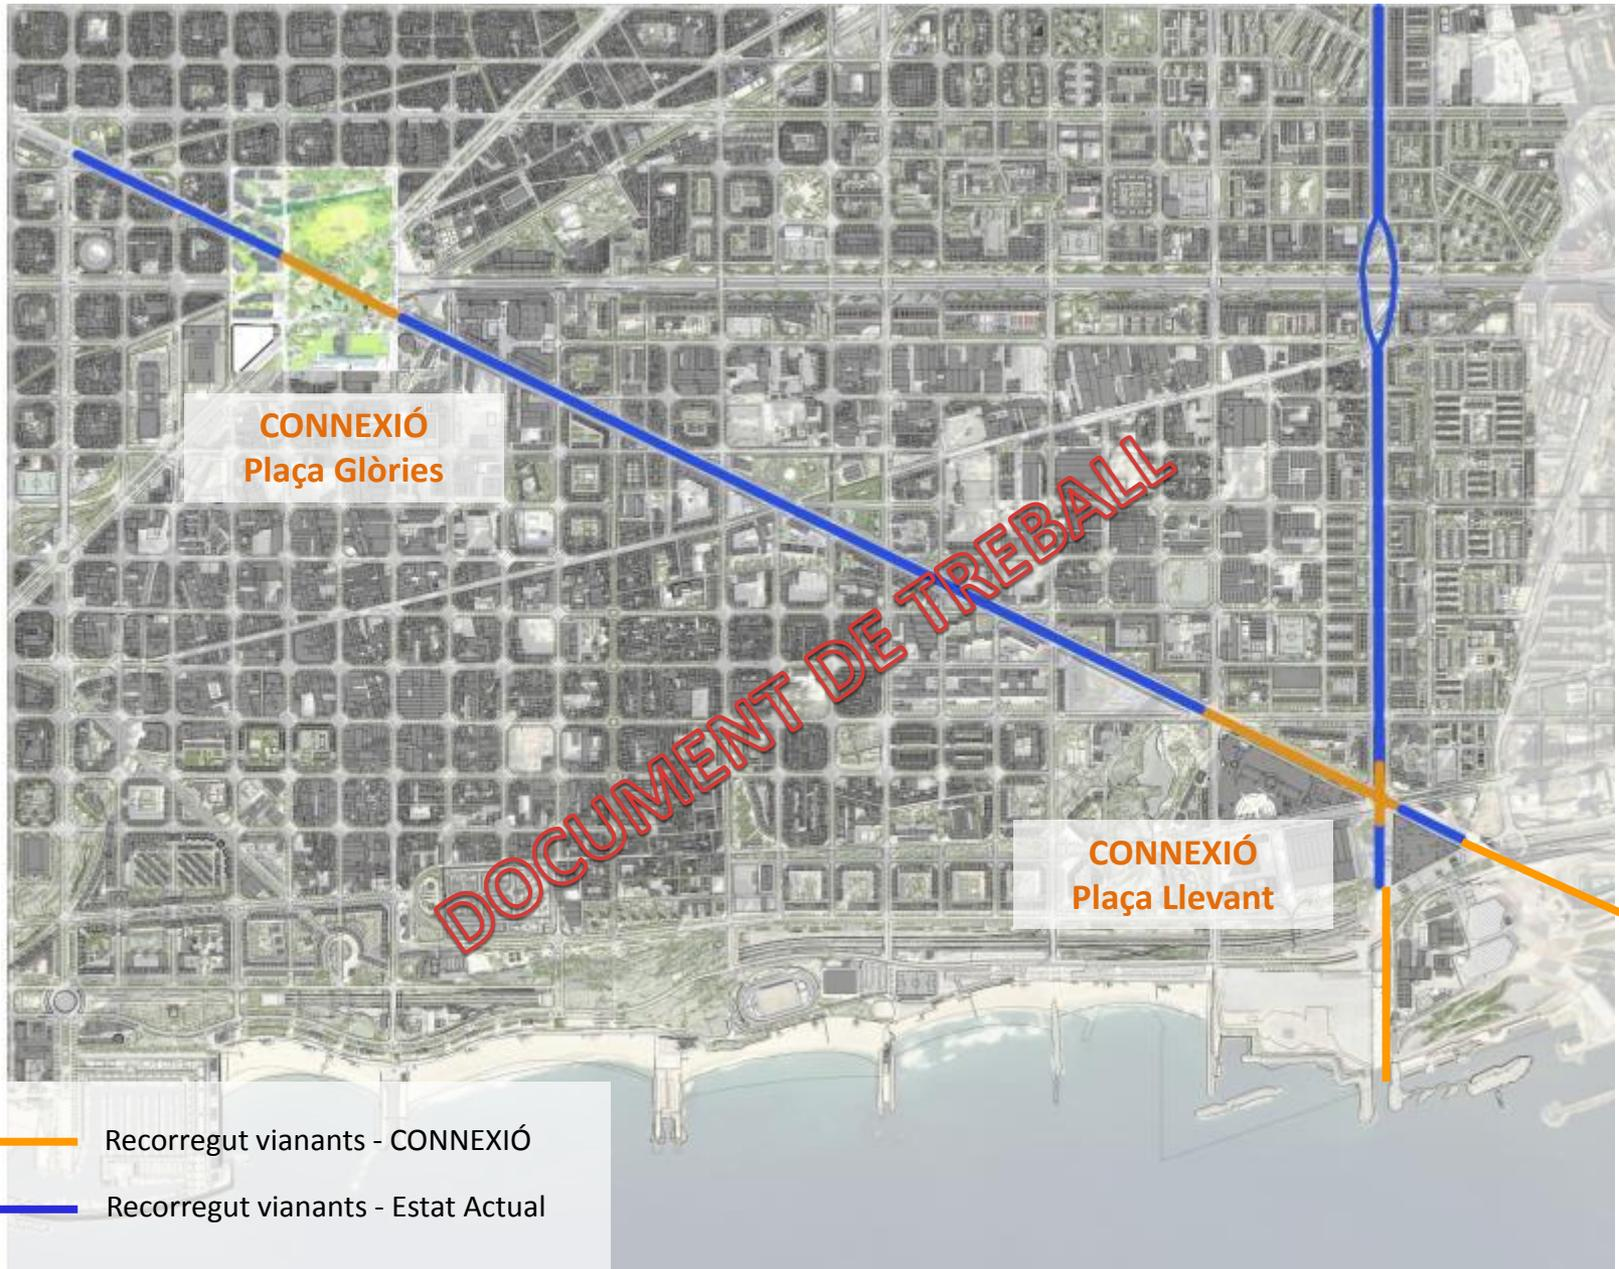 CONNEXIÓ
Plaça Glòries
DOCUMENT DE TREBALL
CONNEXIÓ
Plaça Llevant
Recorregut vianants - CONNEXIÓ
Recorregut vianants - Estat Actual